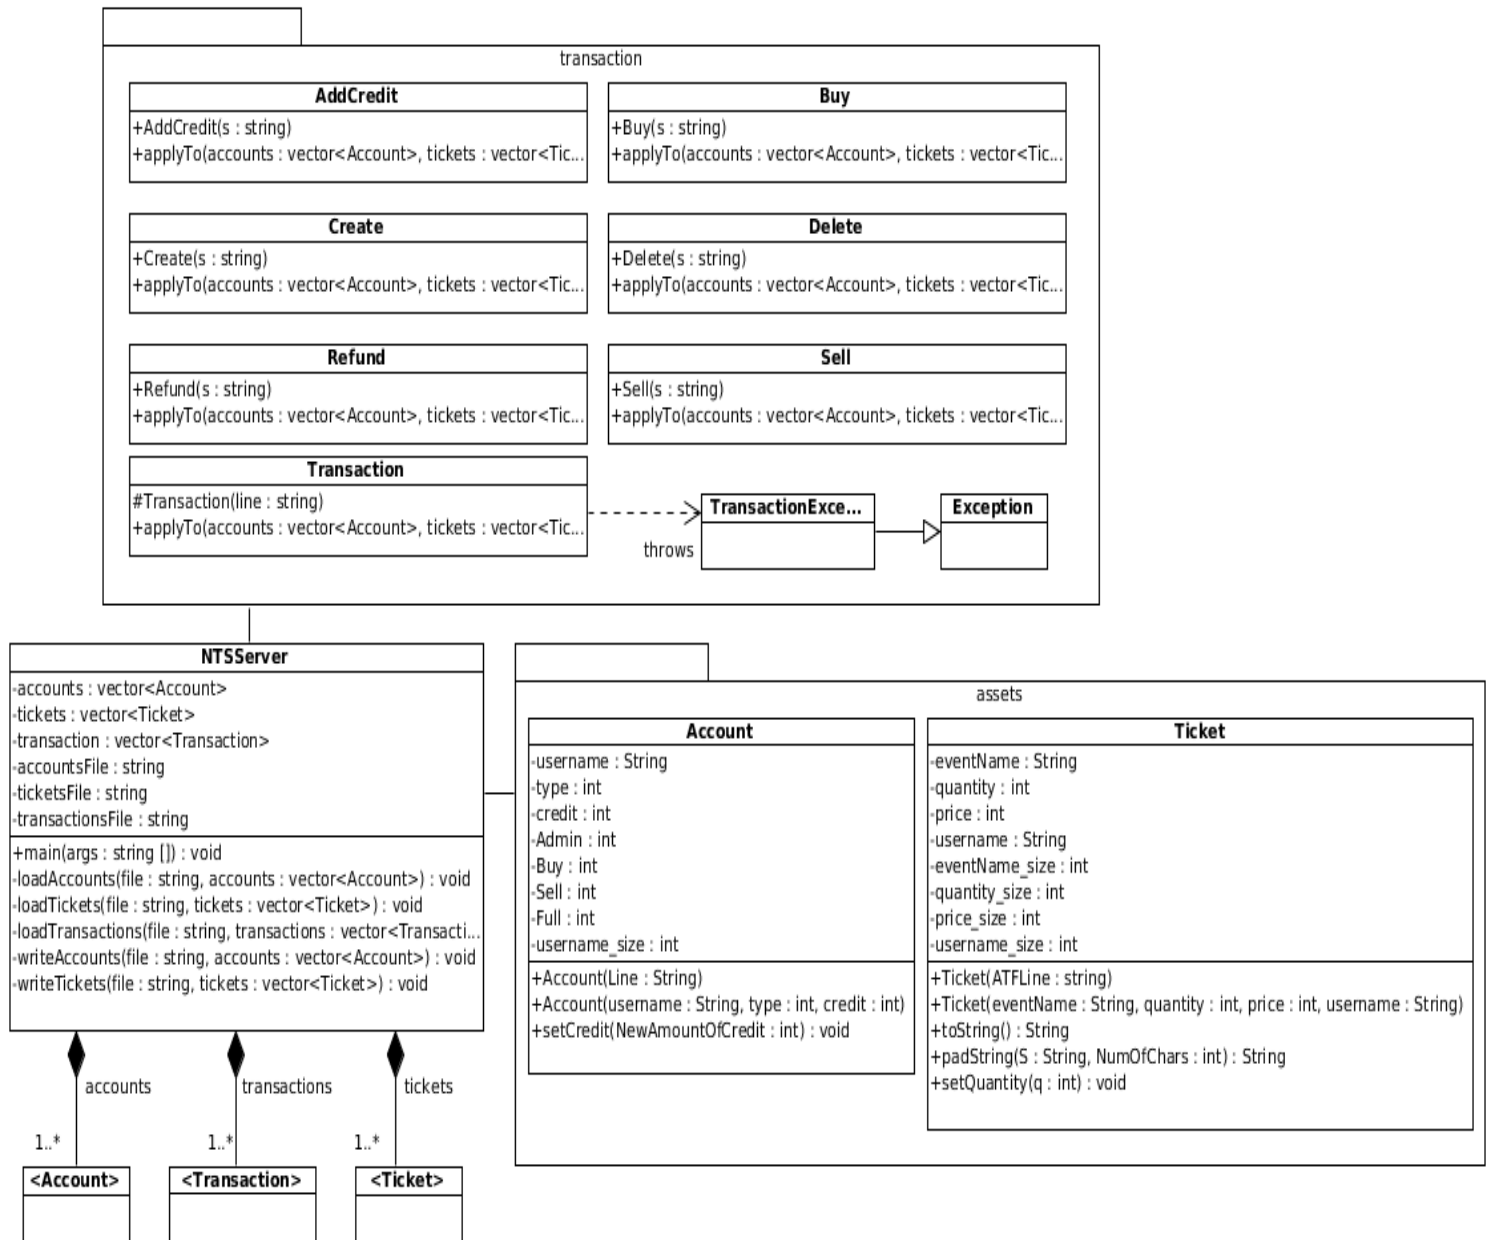 transaction
AddCredit
+AddCredit(s : string)
+applyTo(accounts : vector<Account>, tickets : vector<Tic...
Buy
+Buy(s : string)
+applyTo(accounts : vector<Account>, tickets : vector<Tic...
Create
+Create(s : string)
+applyTo(accounts : vector<Account>, tickets : vector<Tic...
Delete
+Delete(s : string)
+applyTo(accounts : vector<Account>, tickets : vector<Tic...
Refund
+Refund(s : string)
+applyTo(accounts : vector<Account>, tickets : vector<Tic...
Sell
+Sell(s : string)
+applyTo(accounts : vector<Account>, tickets : vector<Tic...
Transaction
#Transaction(line : string)
+applyTo(accounts : vector<Account>, tickets : vector<Tic...
throws
TransactionExce...
Exception
NTSServer
-accounts : vector<Account>
-tickets : vector<Ticket>
-transaction : vector<Transaction>
-accountsFile : string
-ticketsFile : string
-transactionsFile : string
+main(args : string []) : void
-loadAccounts(file : string, accounts : vector<Account>) : void
-loadTickets(file : string, tickets : vector<Ticket>) : void
-loadTransactions(file : string, transactions : vector<Transacti...
-writeAccounts(file : string, accounts : vector<Account>) : void
-writeTickets(file : string, tickets : vector<Ticket>) : void
assets
Account
-username : String
-type : int
-credit : int
-Admin : int
-Buy : int
-Sell : int
-Full : int
-username_size : int
+Account(Line : String)
+Account(username : String, type : int, credit : int)
+setCredit(NewAmountOfCredit : int) : void
Ticket
-eventName : String
-quantity : int
-price : int
-username : String
-eventName_size : int
-quantity_size : int
-price_size : int
-username_size : int
+Ticket(ATFLine : string)
+Ticket(eventName : String, quantity : int, price : int, username : String)
+toString() : String
+padString(S : String, NumOfChars : int) : String
+setQuantity(q : int) : void
accounts
transactions
tickets
1..*
1..*
1..*
<Account>
<Transaction>
<Ticket>